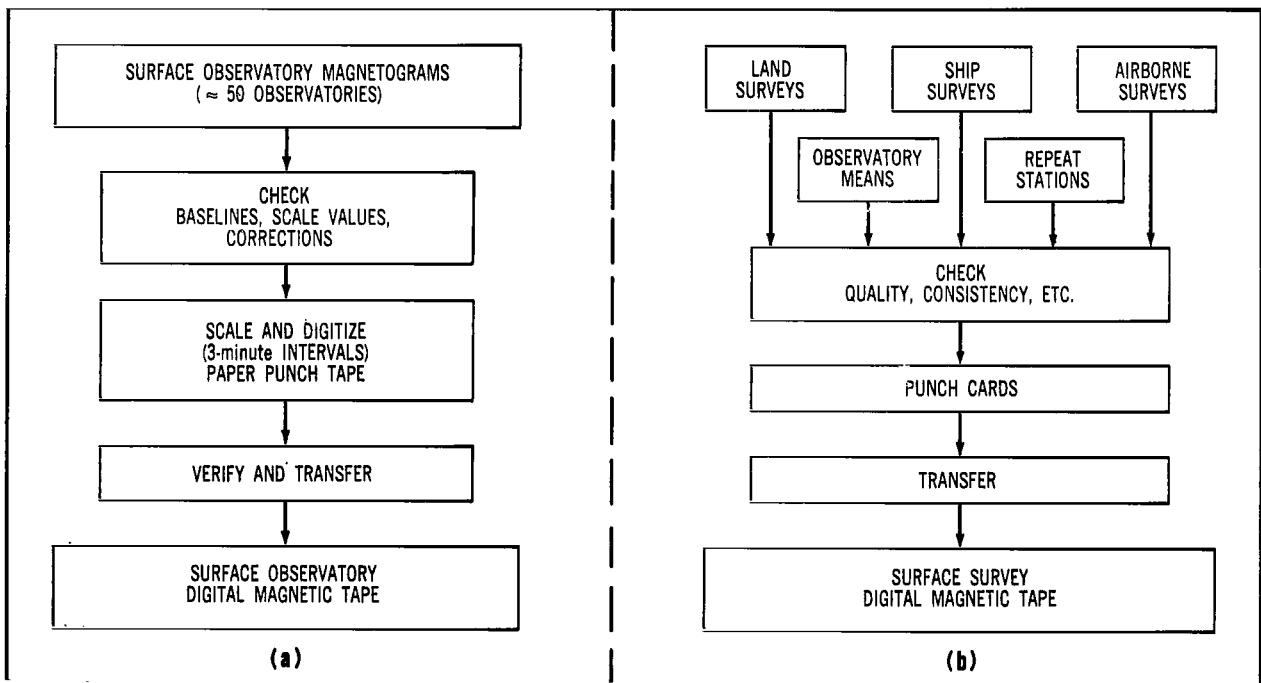 SURFACE OBSERVATORY MAGNETOGRAMS
(≈ 50 OBSERVATORIES)
CHECK
BASELINES, SCALE VALUES,
CORRECTIONS
SCALE AND DIGITIZE
(3-minute INTERVALS)
PAPER PUNCH TAPE
VERIFY AND TRANSFER
SURFACE OBSERVATORY
DIGITAL MAGNETIC TAPE
(a)
LAND
SURVEYS
SHIP
SURVEYS
AIRBORNE
SURVEYS
OBSERVATORY
MEANS
REPEAT
STATIONS
CHECK
QUALITY, CONSISTENCY, ETC.
PUNCH CARDS
TRANSFER
SURFACE SURVEY
DIGITAL MAGNETIC TAPE
(b)